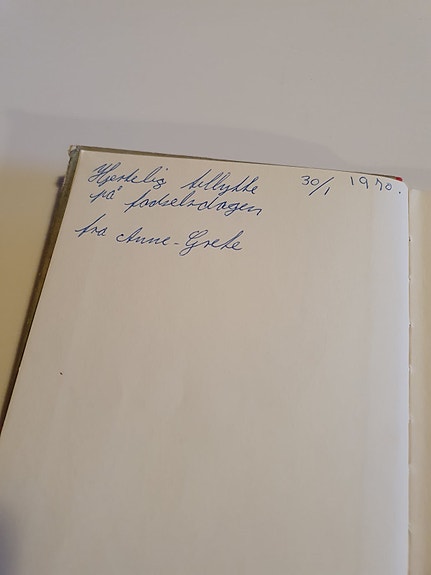 Hjertelig tillykke 30/1 1970.
på fødselsdagen
fra Anne-Grete